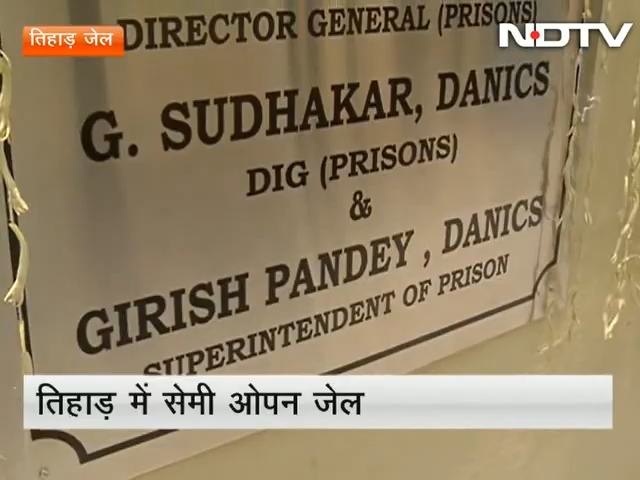 तिहाड़ जेल
NDTV
DIRECTOR GENERAL (PRISONS)
G. SUDHAKAR, DANICS
DIG (PRISONS)
&
GIRISH PANDEY , DANICS
SUPERINTENDENT OF PRISON
तिहाड़ में सेमी ओपन जेल